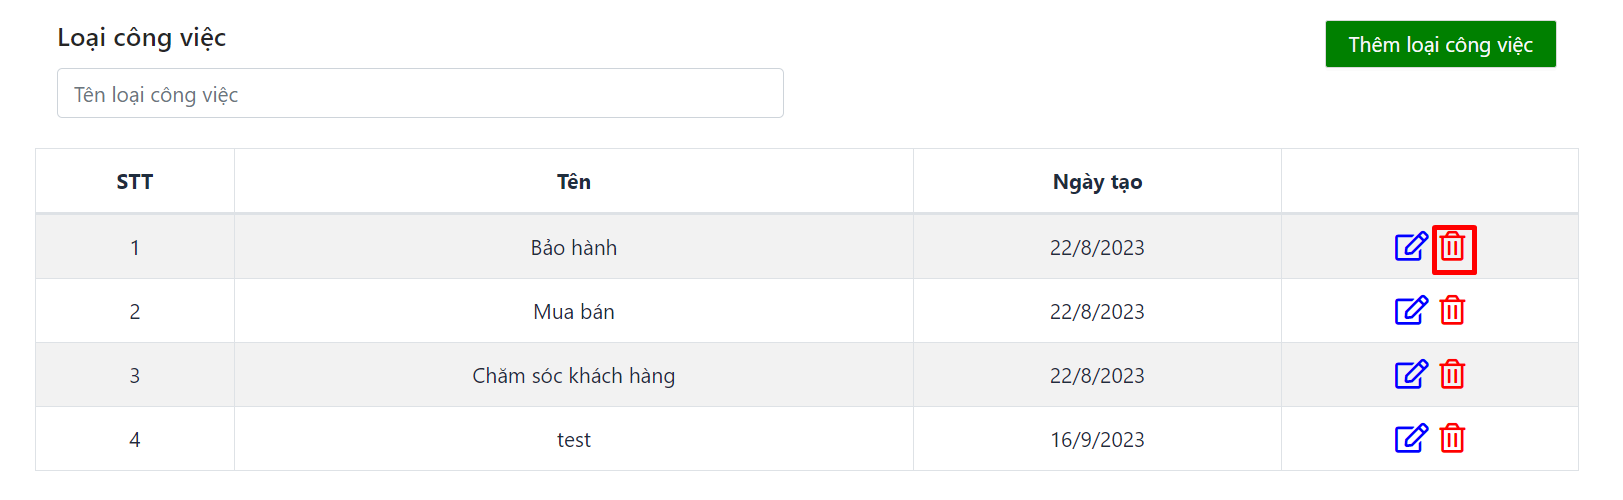 Loại công việc
Thêm loại công việc
Tên loại công việc
STT Tên Ngày tạo
1 Bảo hành 22/8/2023
2 Mua bán 22/8/2023
3 Chăm sóc khách hàng 22/8/2023
4 test 16/9/2023